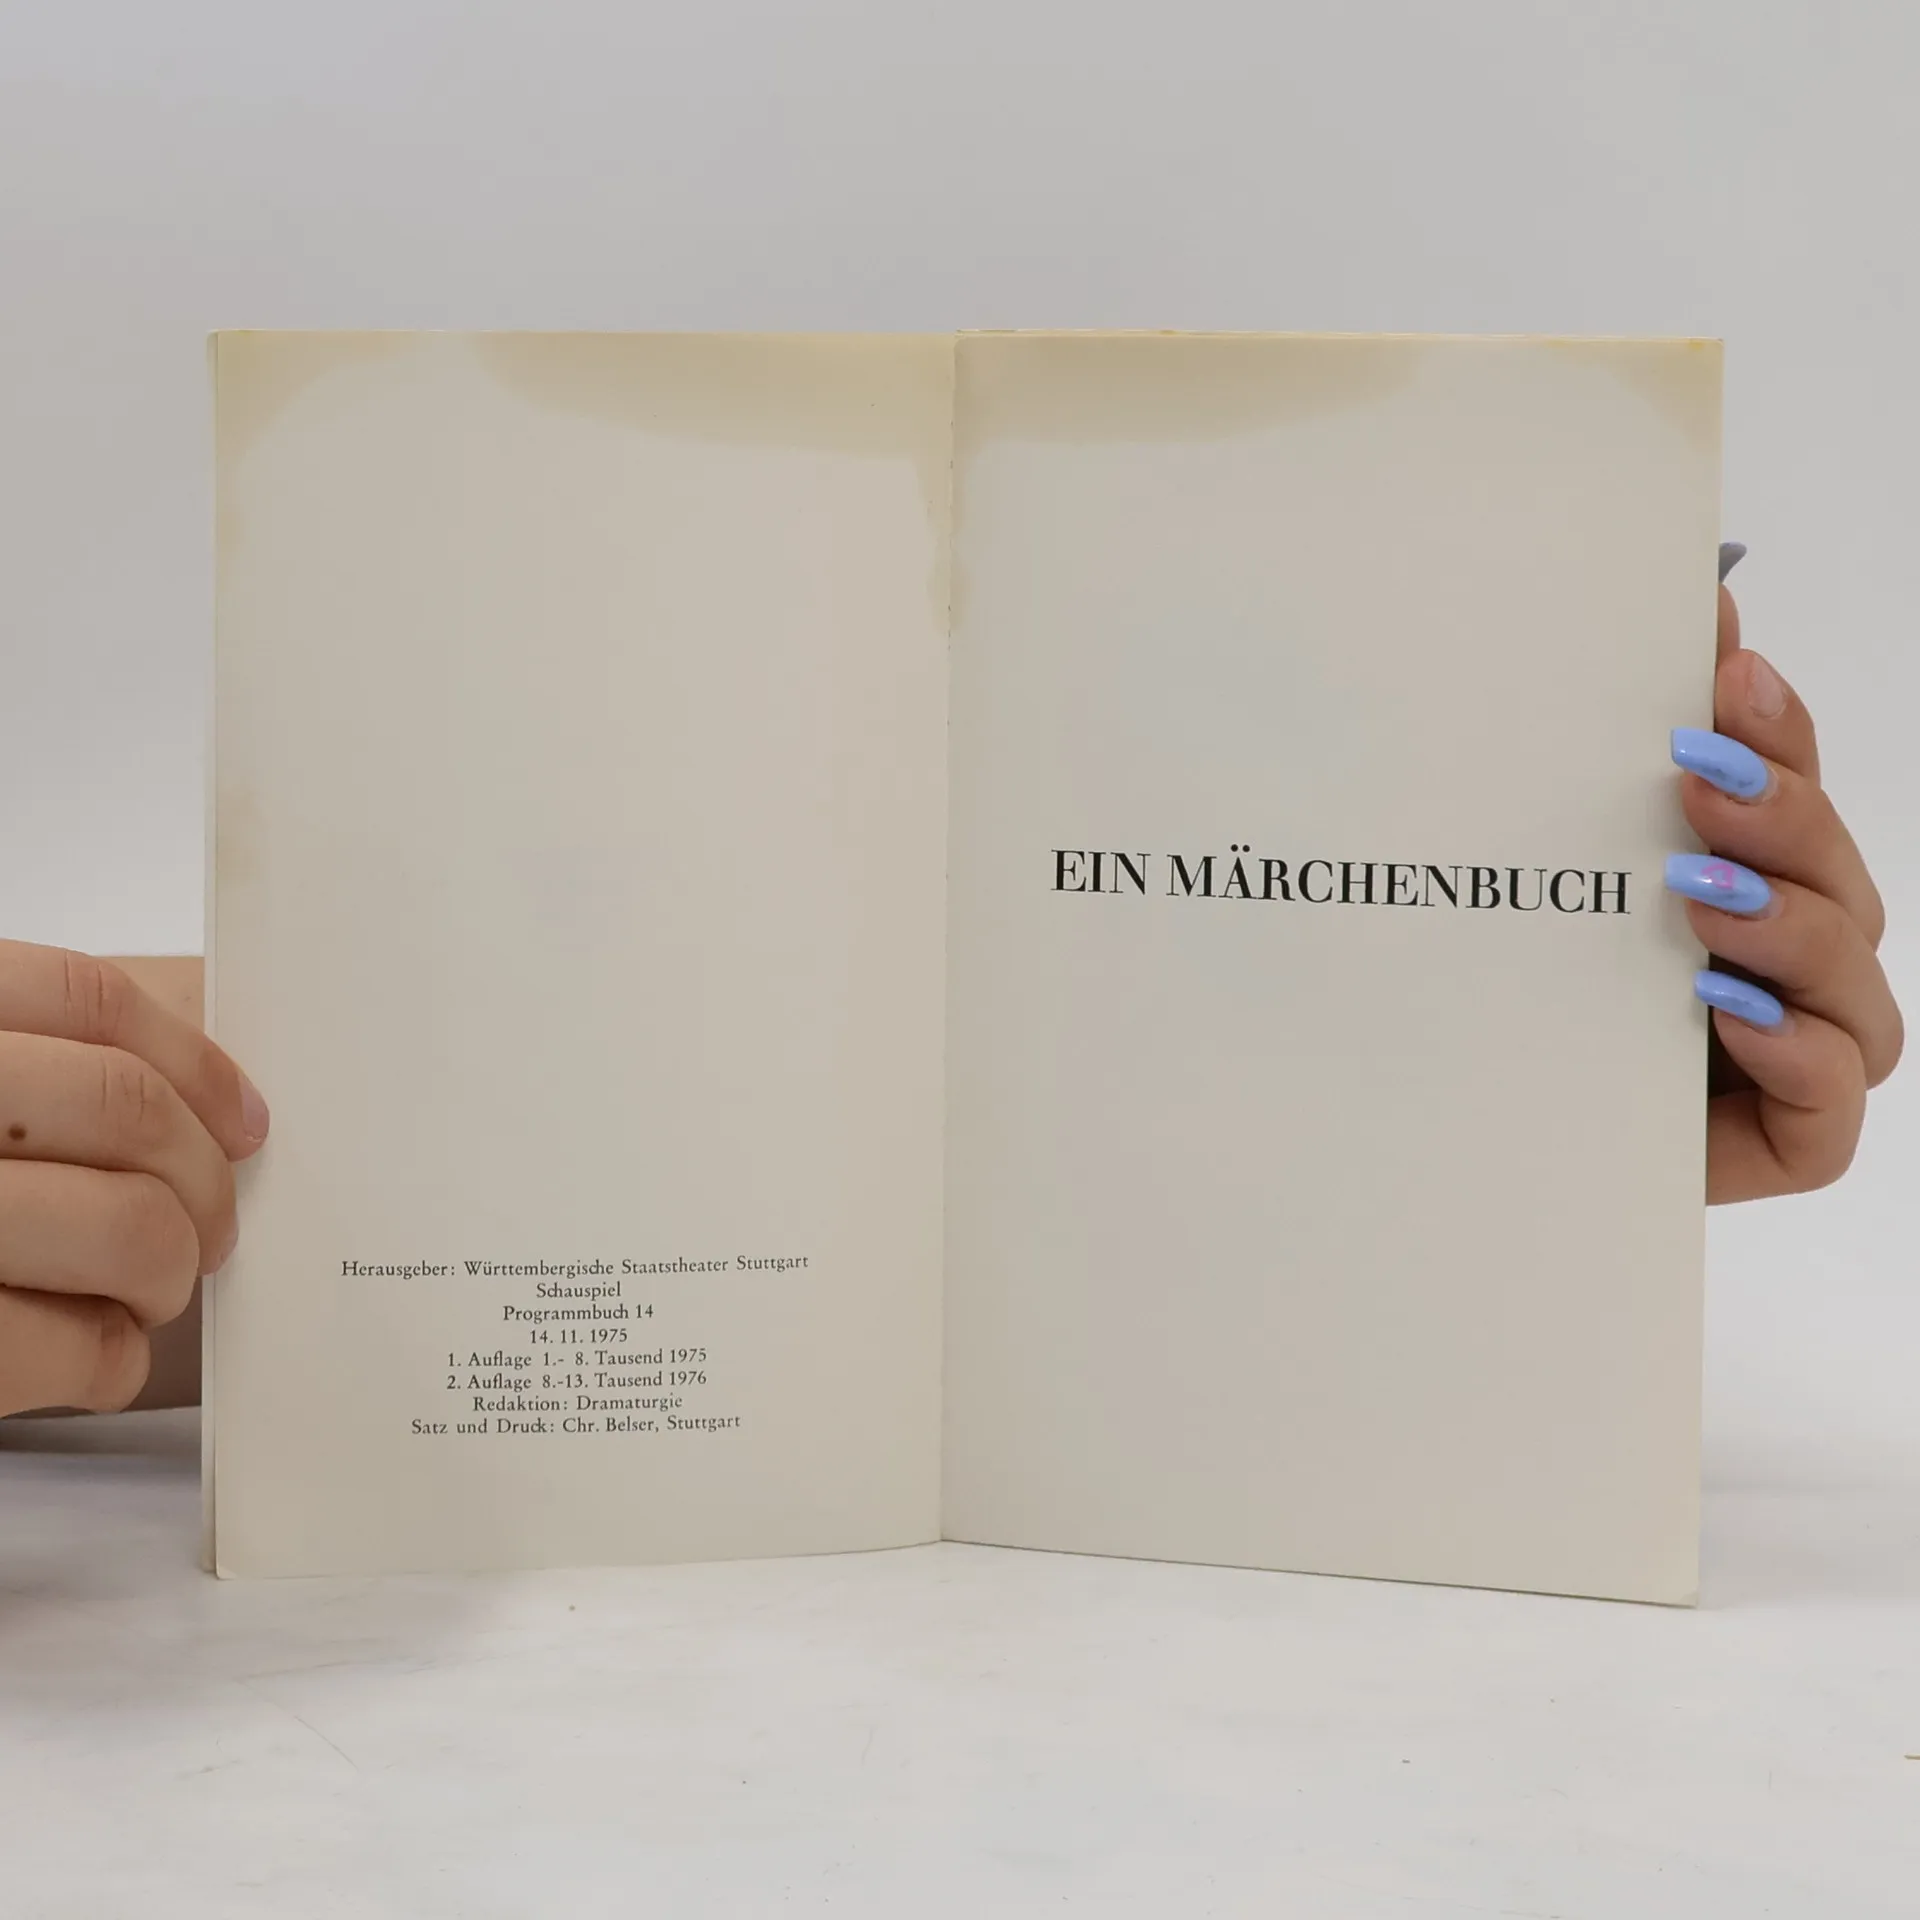 Herausgeber: Württembergische Staatstheater Stuttgart
Schauspiel
Programmbuch 14
14. 11. 1975
1. Auflage 1.- 8. Tausend 1975
2. Auflage 8.-13. Tausend 1976
Redaktion: Dramaturgie
Satz und Druck: Chr. Belser, Stuttgart
EIN MÄRCHENBUCH